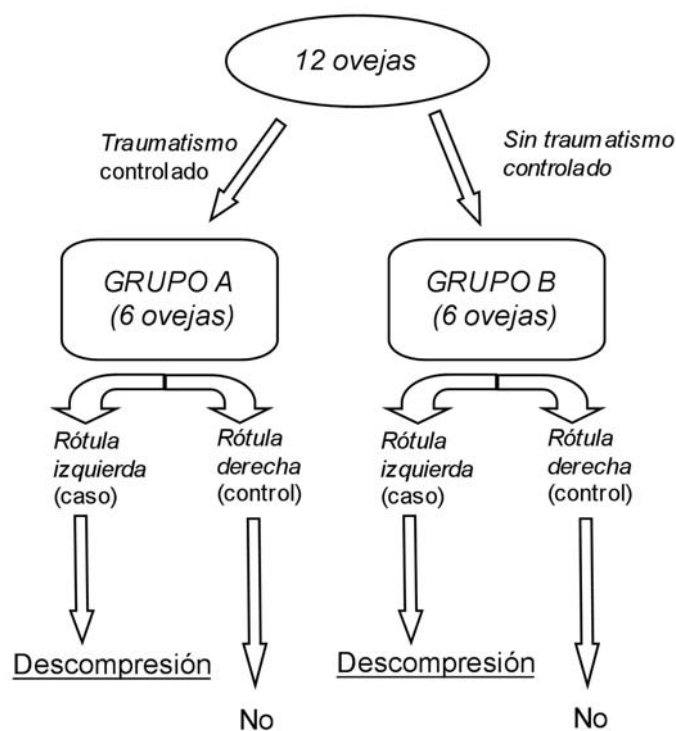 12 ovejas
Traumatismo
controlado
Sin traumatismo
controlado
GRUPO A
(6 ovejas)
GRUPO B
(6 ovejas)
Rótula
izquierda
(caso)
Rótula
derecha
(control)
Rótula
izquierda
(caso)
Rótula
derecha
(control)
Descompresión
No
Descompresión
No